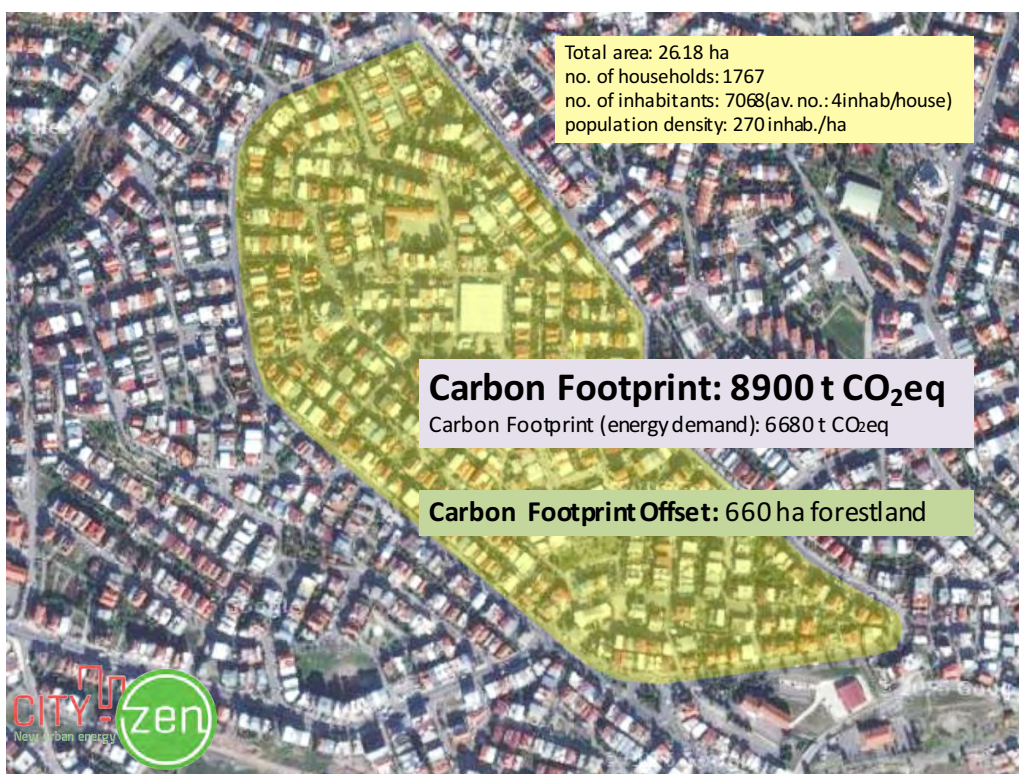 Total area: 26.18 ha
no. of households: 1767
no. of inhabitants: 7068(av. no.: 4inhab/house)
population density: 270 inhab./ha
Carbon Footprint: 8900 t CO₂eq
Carbon Footprint (energy demand): 6680 t CO₂eq
Carbon Footprint Offset: 660 ha forestland
CITY zen
New urban energy